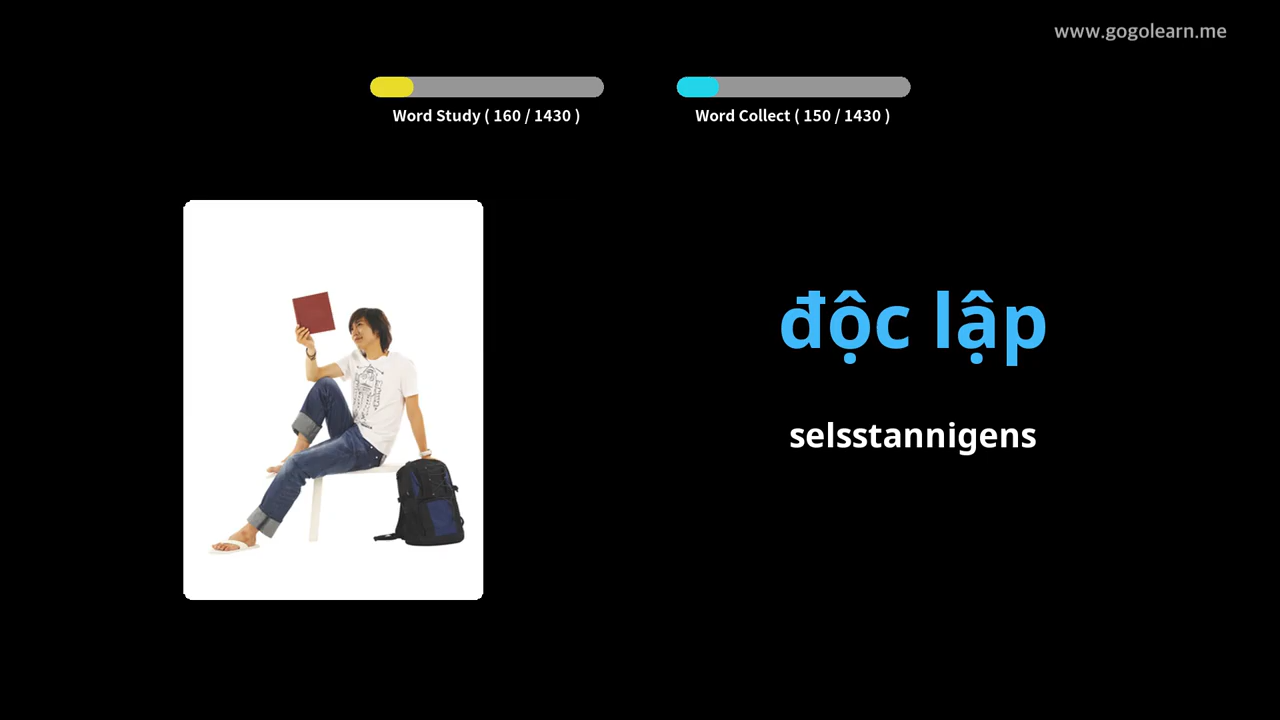 www.gogolearn.me
Word Study ( 160 / 1430 )
Word Collect ( 150 / 1430 )
độc lập
selsstannigens